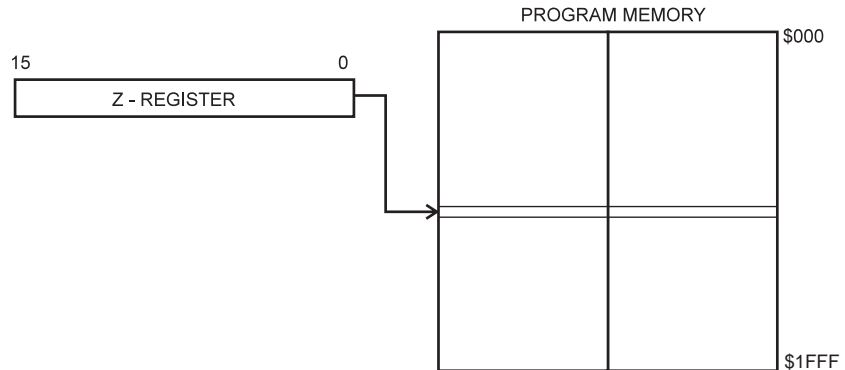 PROGRAM MEMORY
$000
15 0
Z - REGISTER
$1FFF